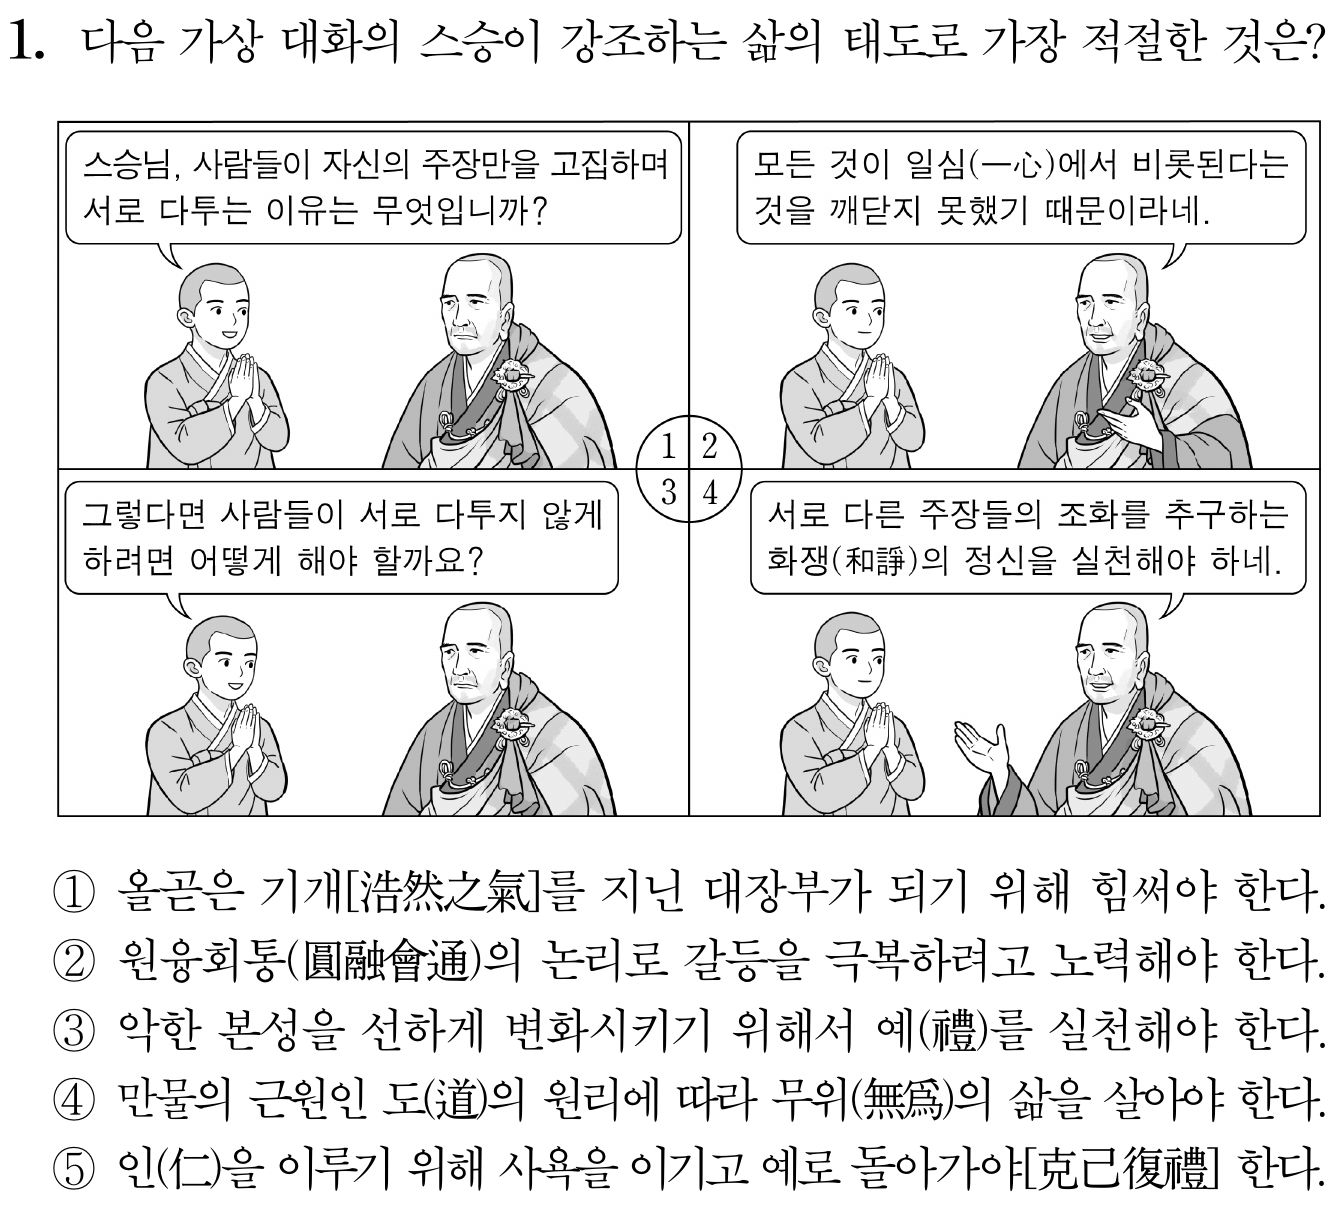 1. 다음 가상 대화의 스승이 강조하는 삶의 태도로 가장 적절한 것은?
스승님, 사람들이 자신의 주장만을 고집하며
서로 다투는 이유는 무엇입니까?
모든 것이 일심(一心)에서 비롯된다는
것을 깨닫지 못했기 때문이라네.
1 2
3 4
그렇다면 사람들이 서로 다투지 않게
하려면 어떻게 해야 할까요?
서로 다른 주장들의 조화를 추구하는
화쟁(和諍)의 정신을 실천해야 하네.
① 올곧은 기개[浩然之氣]를 지닌 대장부가 되기 위해 힘써야 한다.
② 원융회통(圓融會通)의 논리로 갈등을 극복하려고 노력해야 한다.
③ 악한 본성을 선하게 변화시키기 위해서 예(禮)를 실천해야 한다.
④ 만물의 근원인 도(道)의 원리에 따라 무위(無爲)의 삶을 살아야 한다.
⑤ 인(仁)을 이루기 위해 사욕을 이기고 예로 돌아가야[克己復禮] 한다.